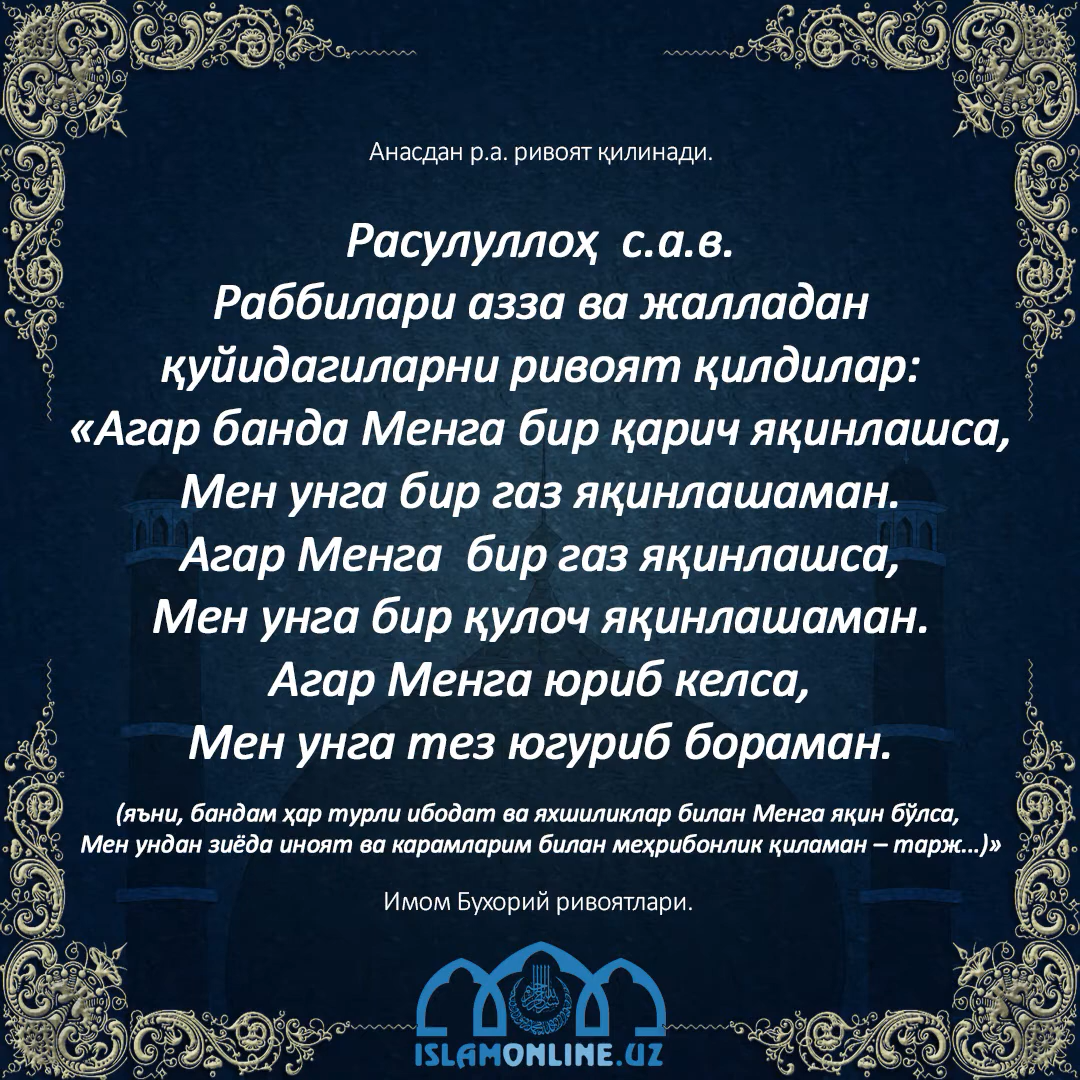 Анасдан р.а. ривоят қилинади.
Расулуллоҳ с.а.в.
Раббилари азза ва жалладан
қуйидагиларни ривоят қилдилар:
«Агар банда Менга бир қарич яқинлашса,
Мен унга бир газ яқинлашаман.
Агар Менга бир газ яқинлашса,
Мен унга бир қулоч яқинлашаман.
Агар Менга юриб келса,
Мен унга тез югуриб бораман.
(яъни, бандам ҳар турли ибодат ва яхшиликлар билан Менга яқин бўлса,
Мен ундан зиёда иноят ва карамларим билан меҳрибонлик қиламан – тарж...)»
Имом Бухорий ривоятлари.
ISLAMONLINE.UZ